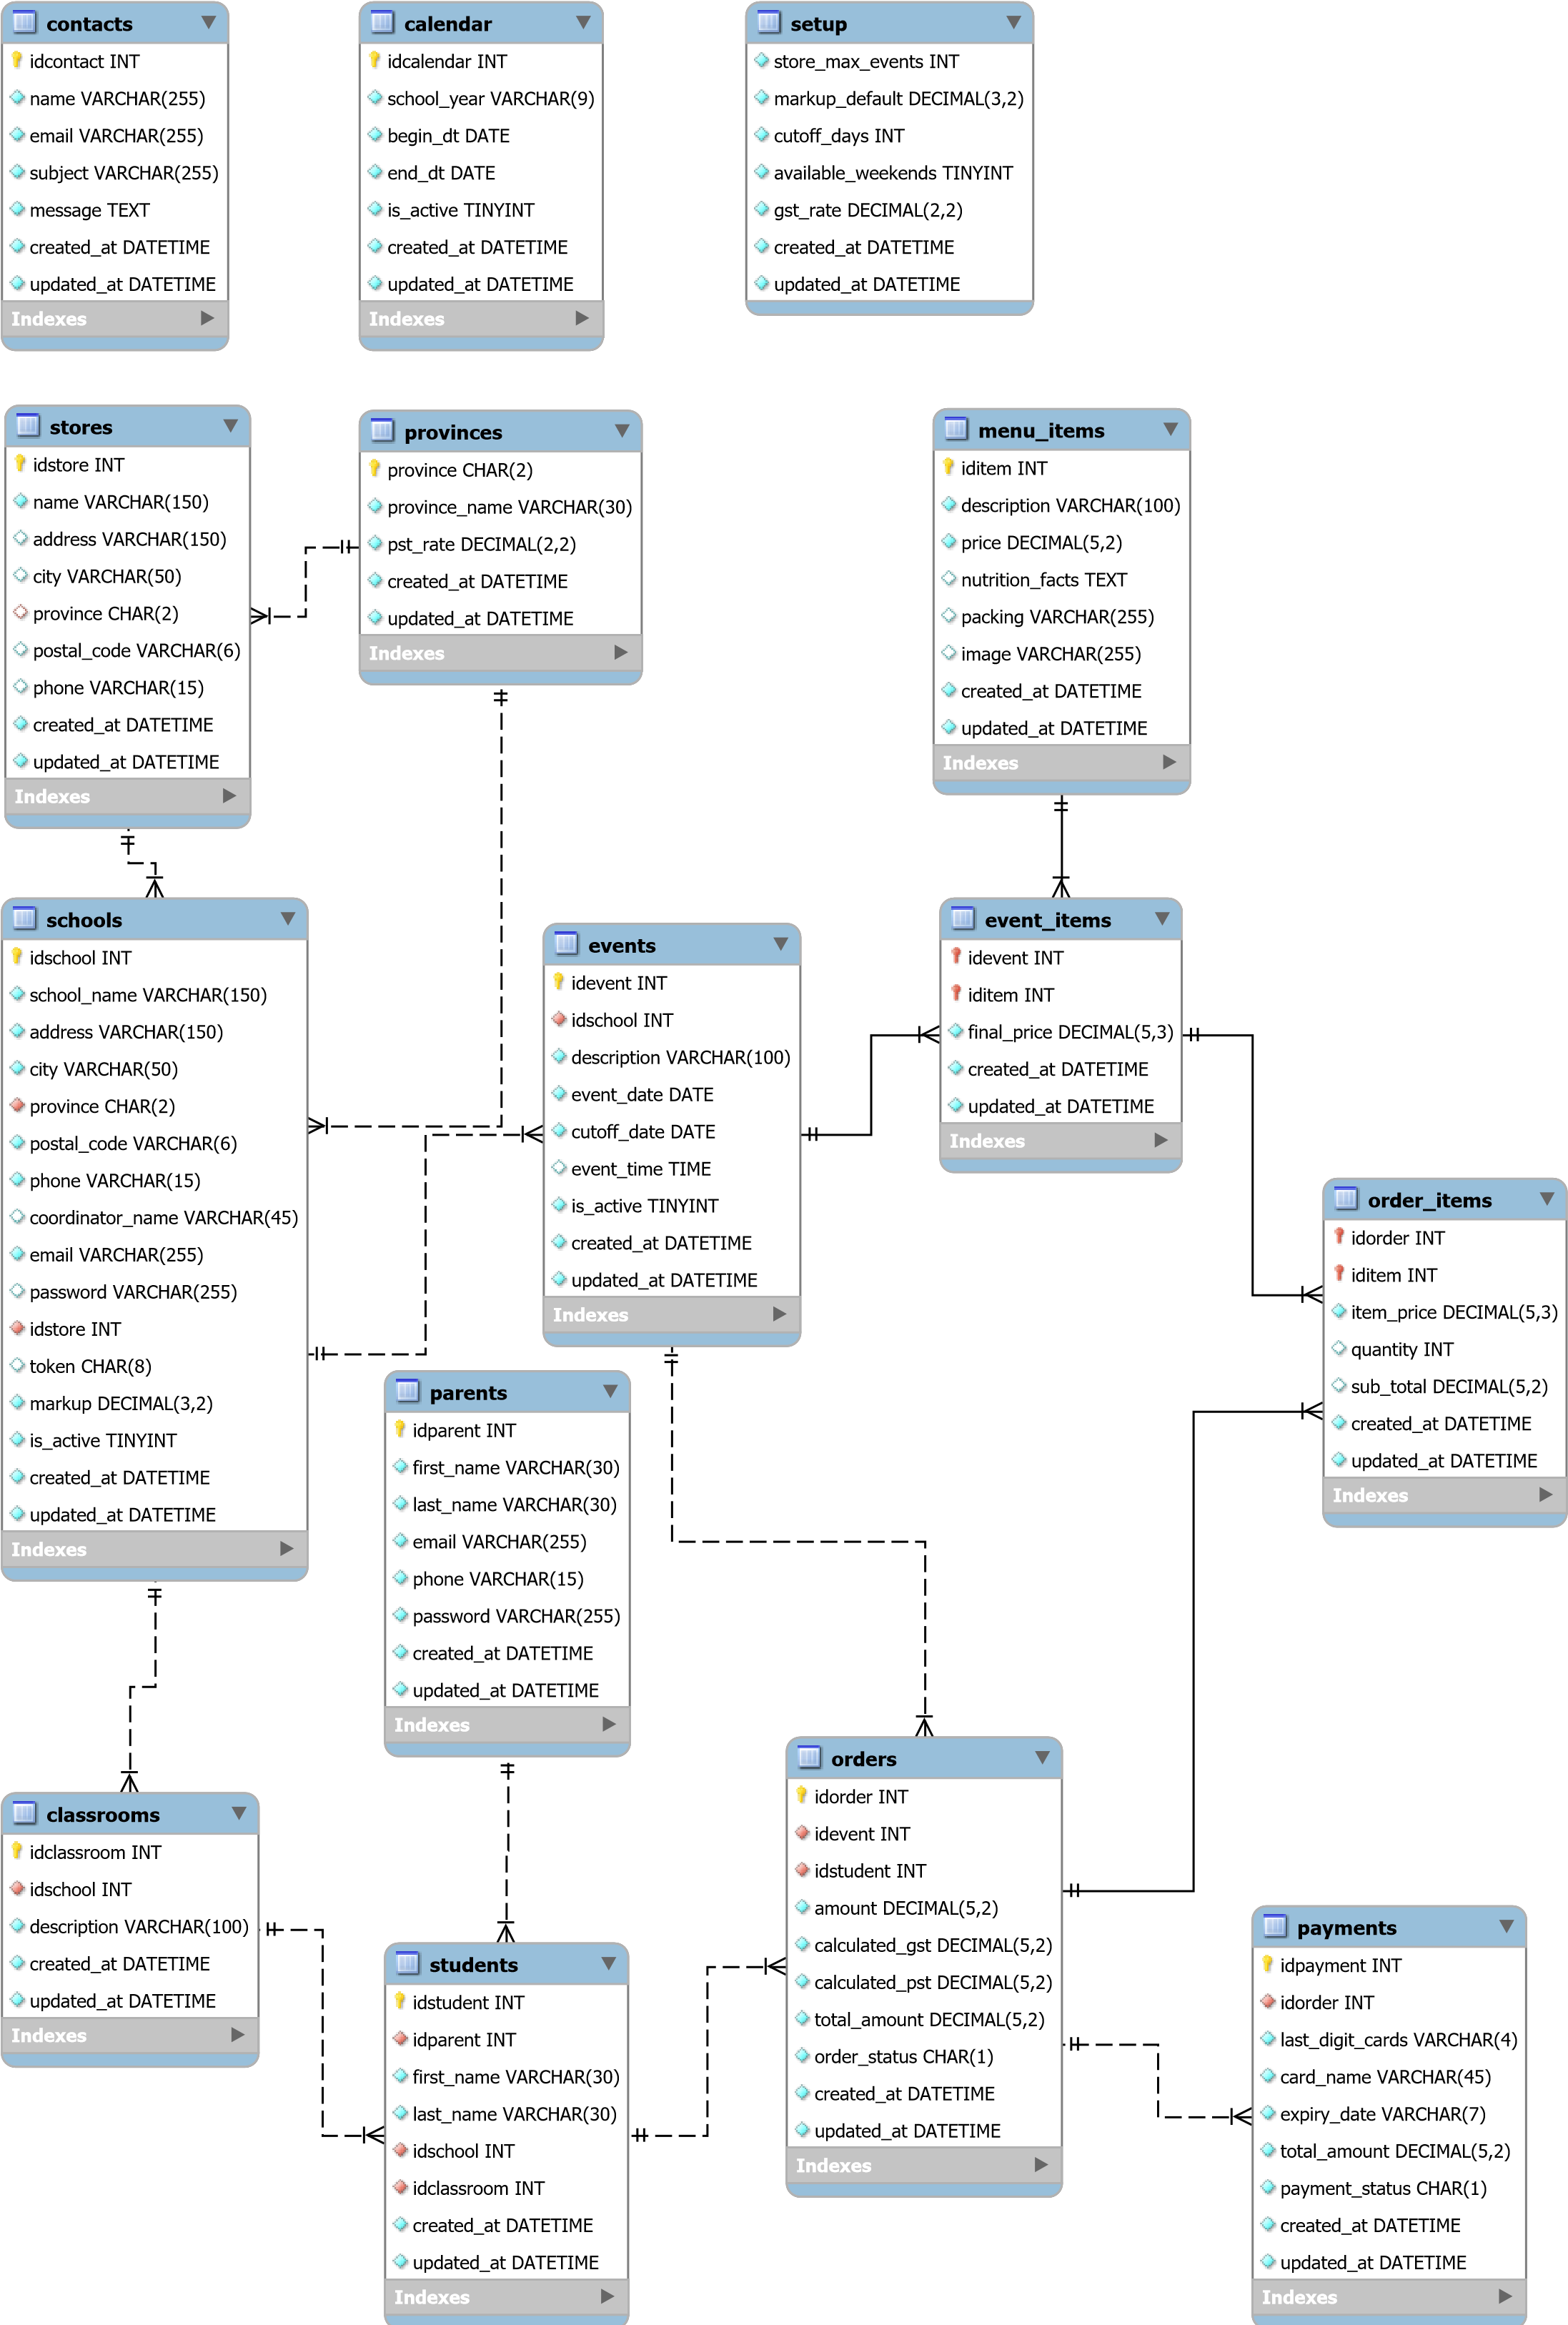 contacts
idcontact INT
name VARCHAR(255)
email VARCHAR(255)
subject VARCHAR(255)
message TEXT
created_at DATETIME
updated_at DATETIME
Indexes
calendar
idcalendar INT
school_year VARCHAR(9)
begin_dt DATE
end_dt DATE
is_active TINYINT
created_at DATETIME
updated_at DATETIME
Indexes
setup
store_max_events INT
markup_default DECIMAL(3,2)
cutoff_days INT
available_weekends TINYINT
gst_rate DECIMAL(2,2)
created_at DATETIME
updated_at DATETIME
stores
idstore INT
name VARCHAR(150)
address VARCHAR(150)
city VARCHAR(50)
province CHAR(2)
postal_code VARCHAR(6)
phone VARCHAR(15)
created_at DATETIME
updated_at DATETIME
Indexes
provinces
province CHAR(2)
province_name VARCHAR(30)
pst_rate DECIMAL(2,2)
created_at DATETIME
updated_at DATETIME
Indexes
menu_items
iditem INT
description VARCHAR(100)
price DECIMAL(5,2)
nutrition_facts TEXT
packing VARCHAR(255)
image VARCHAR(255)
created_at DATETIME
updated_at DATETIME
Indexes
schools
idschool INT
school_name VARCHAR(150)
address VARCHAR(150)
city VARCHAR(50)
province CHAR(2)
postal_code VARCHAR(6)
phone VARCHAR(15)
coordinator_name VARCHAR(45)
email VARCHAR(255)
password VARCHAR(255)
idstore INT
token CHAR(8)
markup DECIMAL(3,2)
is_active TINYINT
created_at DATETIME
updated_at DATETIME
Indexes
events
idevent INT
idschool INT
description VARCHAR(100)
event_date DATE
cutoff_date DATE
event_time TIME
is_active TINYINT
created_at DATETIME
updated_at DATETIME
Indexes
event_items
idevent INT
iditem INT
final_price DECIMAL(5,3)
created_at DATETIME
updated_at DATETIME
Indexes
order_items
idorder INT
iditem INT
item_price DECIMAL(5,3)
quantity INT
sub_total DECIMAL(5,2)
created_at DATETIME
updated_at DATETIME
Indexes
parents
idparent INT
first_name VARCHAR(30)
last_name VARCHAR(30)
email VARCHAR(255)
phone VARCHAR(15)
password VARCHAR(255)
created_at DATETIME
updated_at DATETIME
Indexes
classrooms
idclassroom INT
idschool INT
description VARCHAR(100)
created_at DATETIME
updated_at DATETIME
Indexes
students
idstudent INT
idparent INT
first_name VARCHAR(30)
last_name VARCHAR(30)
idschool INT
idclassroom INT
created_at DATETIME
updated_at DATETIME
Indexes
orders
idorder INT
idevent INT
idstudent INT
amount DECIMAL(5,2)
calculated_gst DECIMAL(5,2)
calculated_pst DECIMAL(5,2)
total_amount DECIMAL(5,2)
order_status CHAR(1)
created_at DATETIME
updated_at DATETIME
Indexes
payments
idpayment INT
idorder INT
last_digit_cards VARCHAR(4)
card_name VARCHAR(45)
expiry_date VARCHAR(7)
total_amount DECIMAL(5,2)
payment_status CHAR(1)
created_at DATETIME
updated_at DATETIME
Indexes